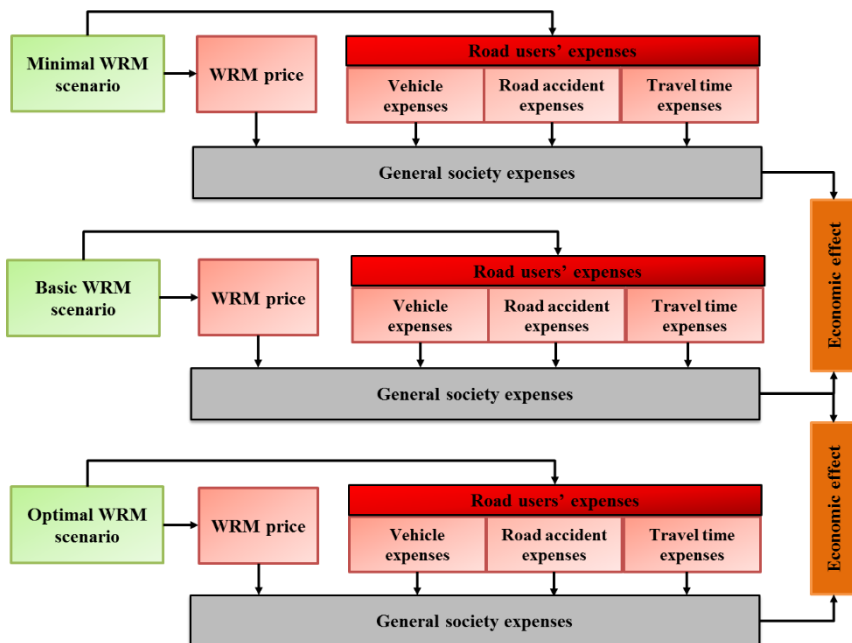 Minimal WRM
scenario
WRM price
Road users’ expenses
Vehicle
expenses
Road accident
expenses
Travel time
expenses
General society expenses
Economic effect
Basic WRM
scenario
WRM price
Road users’ expenses
Vehicle
expenses
Road accident
expenses
Travel time
expenses
General society expenses
Economic effect
Optimal WRM
scenario
WRM price
Road users’ expenses
Vehicle
expenses
Road accident
expenses
Travel time
expenses
General society expenses